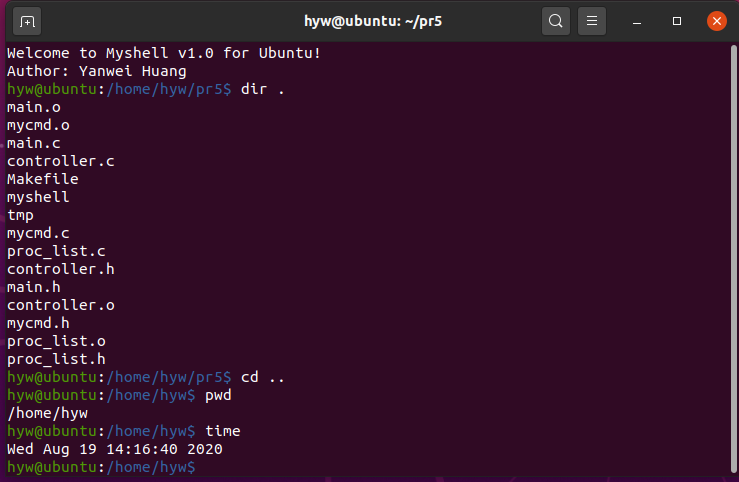 hyw@ubuntu: ~/pr5
Welcome to Myshell v1.0 for Ubuntu!
Author: Yanwei Huang
hyw@ubuntu:/home/hyw/pr5$ dir .
main.o
mycmd.o
main.c
controller.c
Makefile
myshell
tmp
mycmd.c
proc_list.c
controller.h
main.h
controller.o
mycmd.h
proc_list.o
proc_list.h
hyw@ubuntu:/home/hyw/pr5$ cd ..
hyw@ubuntu:/home/hyw$ pwd
/home/hyw
hyw@ubuntu:/home/hyw$ time
Wed Aug 19 14:16:40 2020
hyw@ubuntu:/home/hyw$